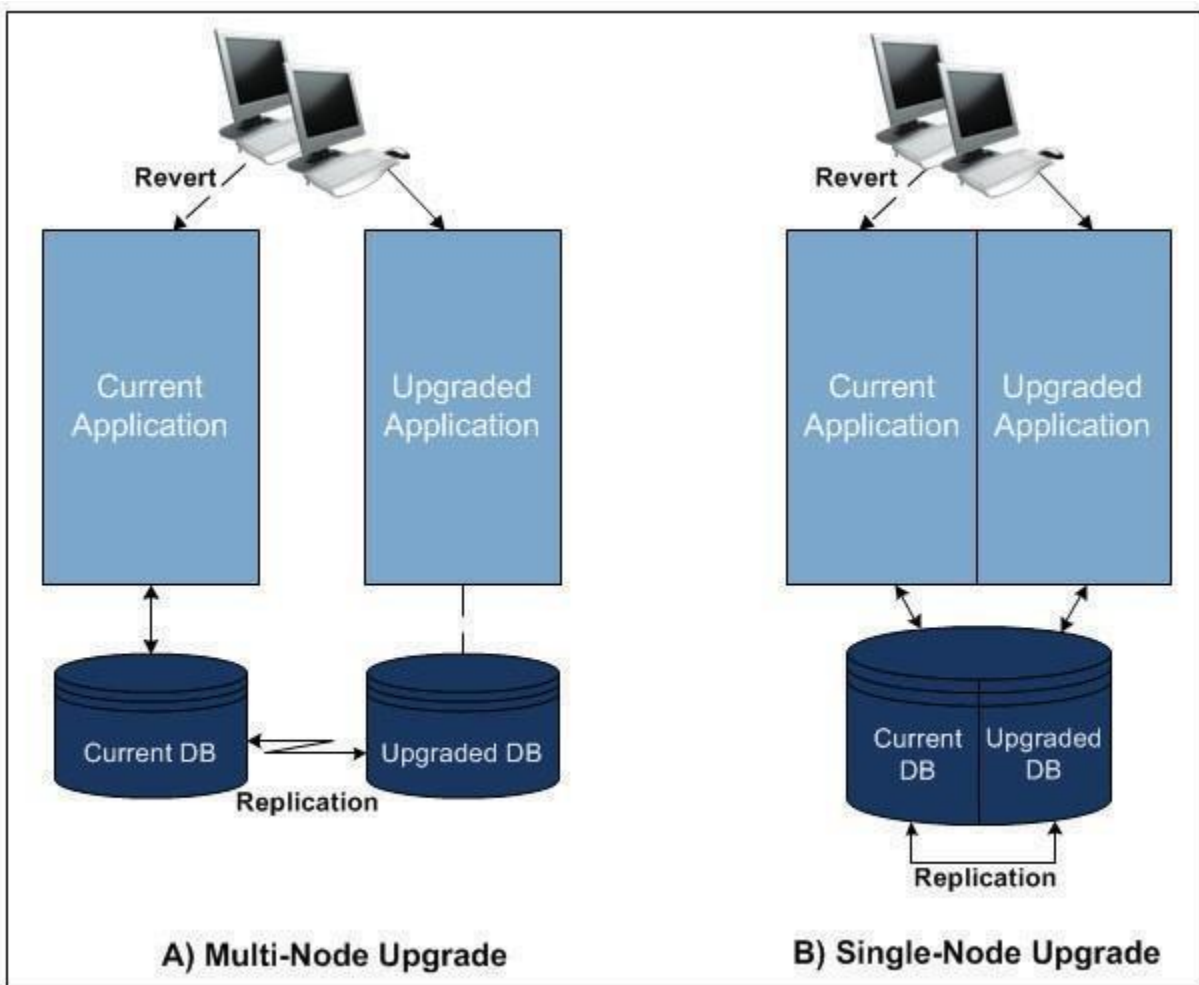 Revert
Current
Application
Upgraded
Application
Current DB
Upgraded DB
Replication
A) Multi-Node Upgrade
Revert
Current
Application
Upgraded
Application
Current
DB
Upgraded
DB
Replication
B) Single-Node Upgrade